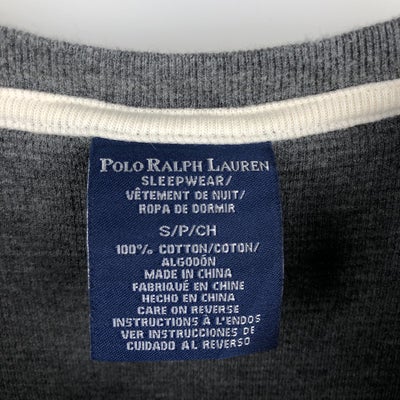 POLO RALPH LAUREN
SLEEPWEAR/
VÊTEMENT DE NUIT/
ROPA DE DORMIR
S/P/CH
100% COTTON/COTON/
ALGODÓN
MADE IN CHINA
FABRIQUÉ EN CHINE
HECHO EN CHINA
CARE ON REVERSE
INSTRUCTIONS À L'ENDOS
VER INSTRUCCIONES DE
CUIDADO AL REVERSO